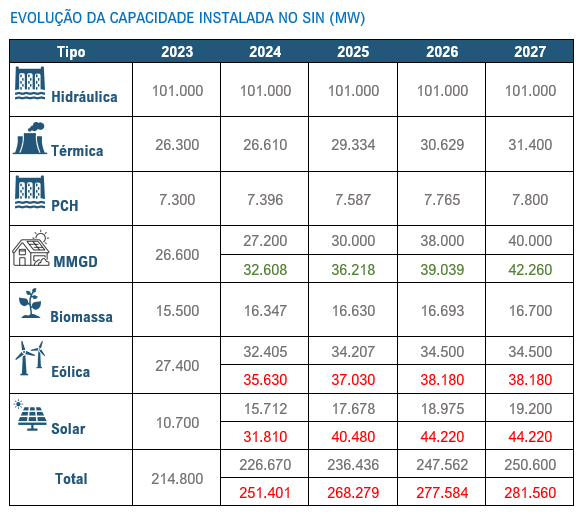 EVOLUÇÃO DA CAPACIDADE INSTALADA NO SIN (MW)
Tipo 2023 2024 2025 2026 2027
Hidráulica 101.000 101.000 101.000 101.000 101.000
Térmica 26.300 26.610 29.334 30.629 31.400
PCH 7.300 7.396 7.587 7.765 7.800
MMGD 26.600 27.200 30.000 38.000 40.000
32.608 36.218 39.039 42.260
Biomassa 15.500 16.347 16.630 16.693 16.700
Eólica 27.400 32.405 34.207 34.500 34.500
35.630 37.030 38.180 38.180
Solar 10.700 15.712 17.678 18.975 19.200
31.810 40.480 44.220 44.220
Total 214.800 226.670 236.436 247.562 250.600
251.401 268.279 277.584 281.560